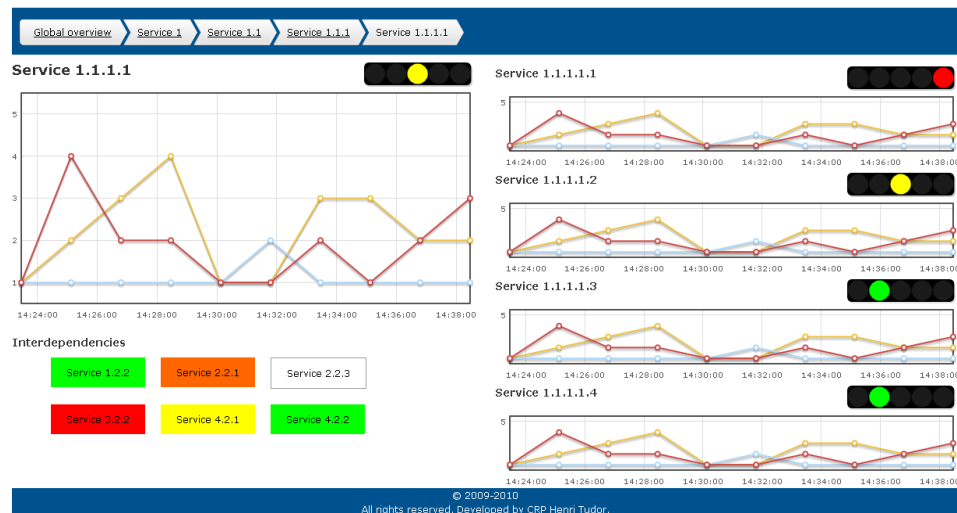 Global overview Service 1 Service 1.1 Service 1.1.1 Service 1.1.1.1
Service 1.1.1.1
5
4
3
2
1
14:24:00 14:26:00 14:28:00 14:30:00 14:32:00 14:34:00 14:36:00 14:38:00
Interdependencies
Service 1.2.2 Service 2.2.1 Service 2.2.3
Service 3.2.2 Service 4.2.1 Service 4.2.2
Service 1.1.1.1.1
5
14:24:00 14:26:00 14:28:00 14:30:00 14:32:00 14:34:00 14:36:00 14:38:00
Service 1.1.1.1.2
5
14:24:00 14:26:00 14:28:00 14:30:00 14:32:00 14:34:00 14:36:00 14:38:00
Service 1.1.1.1.3
5
14:24:00 14:26:00 14:28:00 14:30:00 14:32:00 14:34:00 14:36:00 14:38:00
Service 1.1.1.1.4
5
14:24:00 14:26:00 14:28:00 14:30:00 14:32:00 14:34:00 14:36:00 14:38:00
© 2009-2010
All rights reserved. Developed by CRP Henri Tudor.